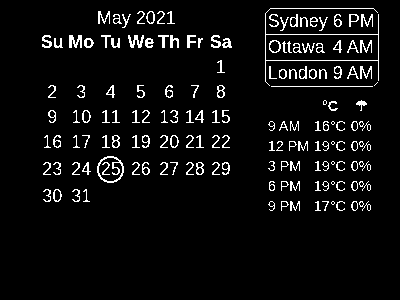 May 2021
Su Mo Tu We Th Fr Sa
1
2 3 4 5 6 7 8
9 10 11 12 13 14 15
16 17 18 19 20 21 22
23 24 25 26 27 28 29
30 31
Sydney 6 PM
Ottawa 4 AM
London 9 AM
°C ☂
9 AM 16°C 0%
12 PM 19°C 0%
3 PM 19°C 0%
6 PM 19°C 0%
9 PM 17°C 0%